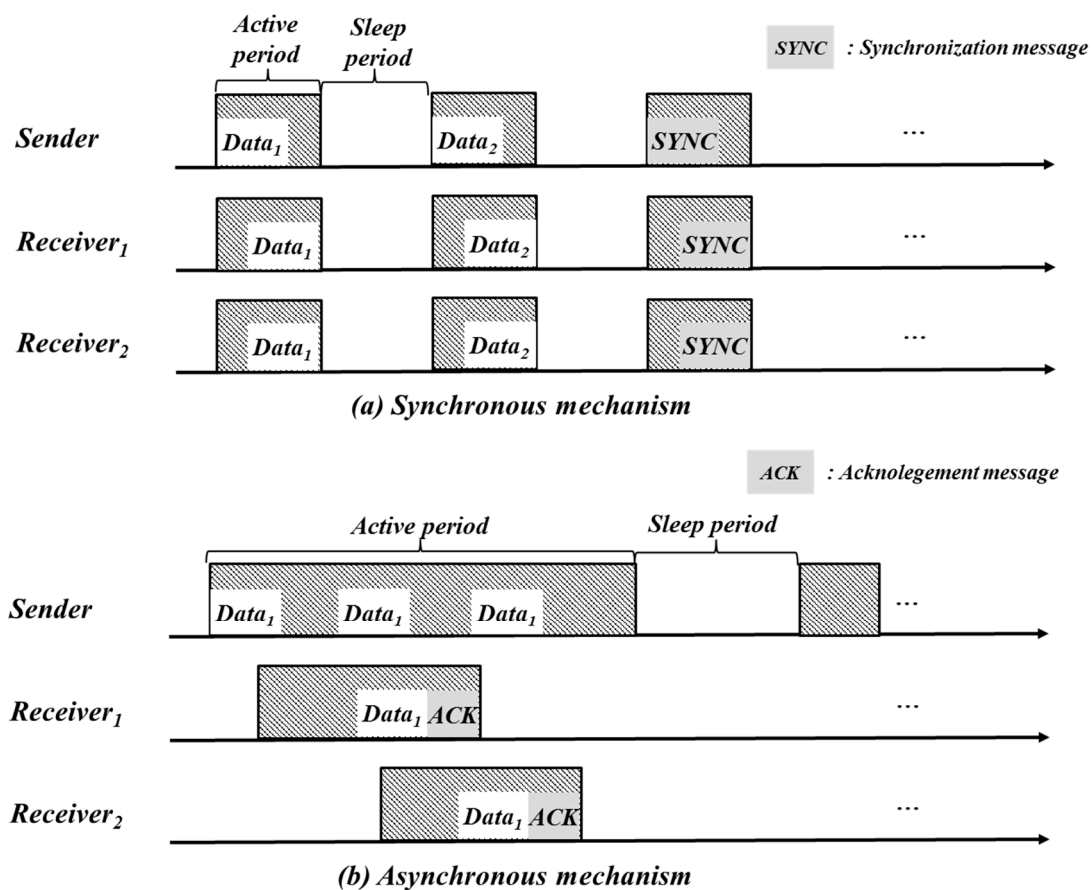 Active period
Sleep period
SYNC : Synchronization message
Sender Data1 Data2 SYNC ...
Receiver1 Data1 Data2 SYNC ...
Receiver2 Data1 Data2 SYNC ...
(a) Synchronous mechanism
ACK : Acknolegement message
Active period Sleep period
Sender Data1 Data1 Data1 ...
Receiver1 Data1 ACK ...
Receiver2 Data1 ACK ...
(b) Asynchronous mechanism